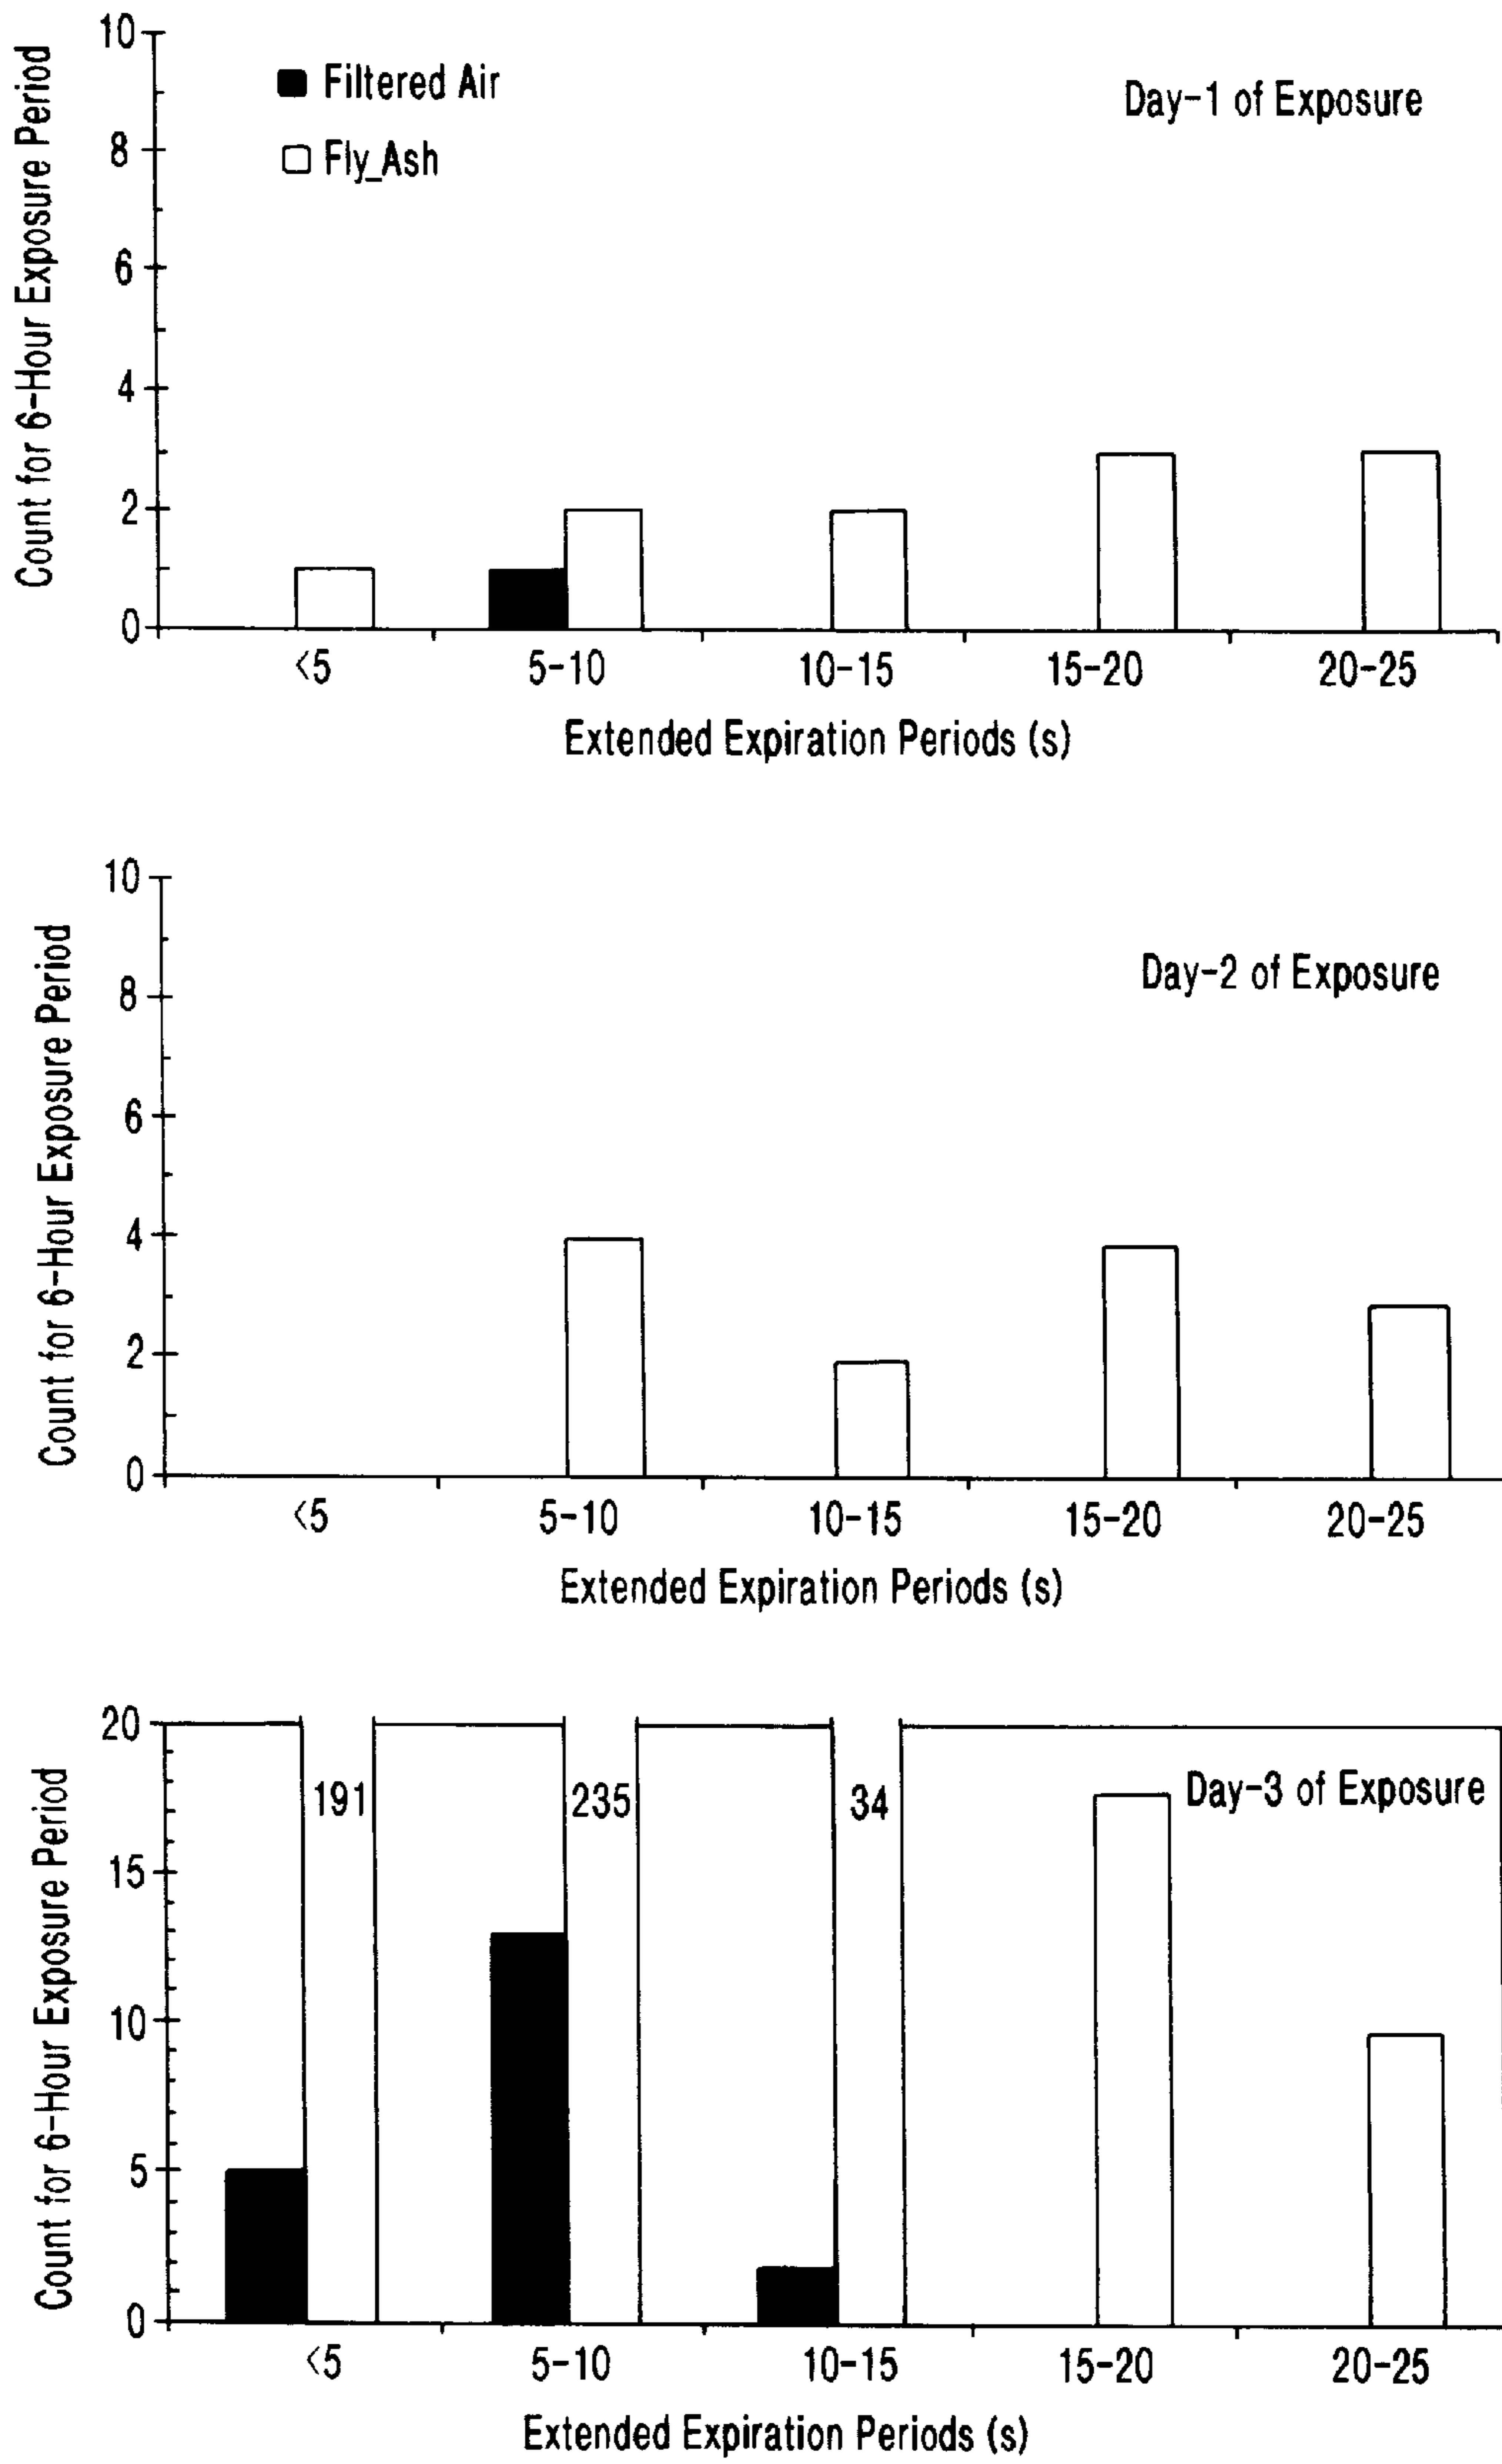 Count for 6-Hour Exposure Period
10
8
6
4
2
0
Filtered Air
Fly_Ash
Day-1 of Exposure
<5 5-10 10-15 15-20 20-25
Extended Expiration Periods (s)
Count for 6-Hour Exposure Period
10
8
6
4
2
0
Day-2 of Exposure
<5 5-10 10-15 15-20 20-25
Extended Expiration Periods (s)
Count for 6-Hour Exposure Period
20
15
10
5
0
191 235 34
Day-3 of Exposure
<5 5-10 10-15 15-20 20-25
Extended Expiration Periods (s)